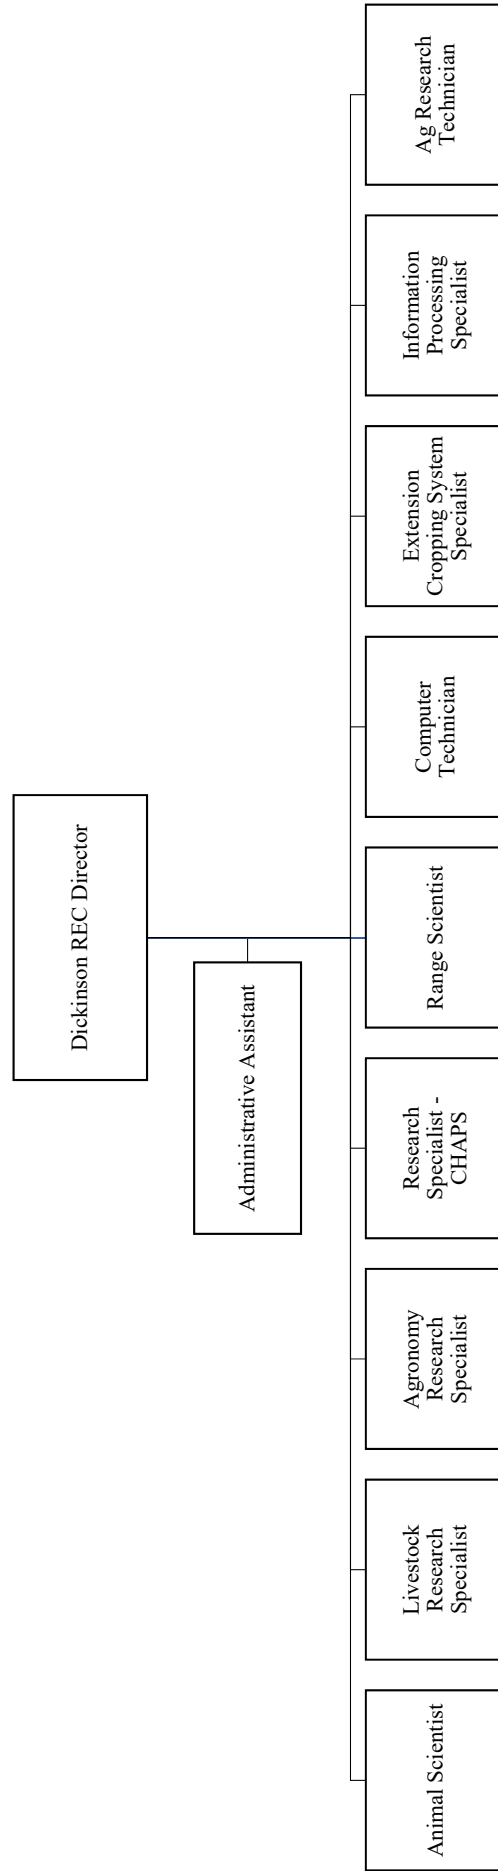 Dickinson REC Director
Administrative Assistant
Animal Scientist
Livestock
Research
Specialist
Agronomy
Research
Specialist
Research
Specialist -
CHAPS
Range Scientist
Computer
Technician
Extension
Cropping System
Specialist
Information
Processing
Specialist
Ag Research
Technician